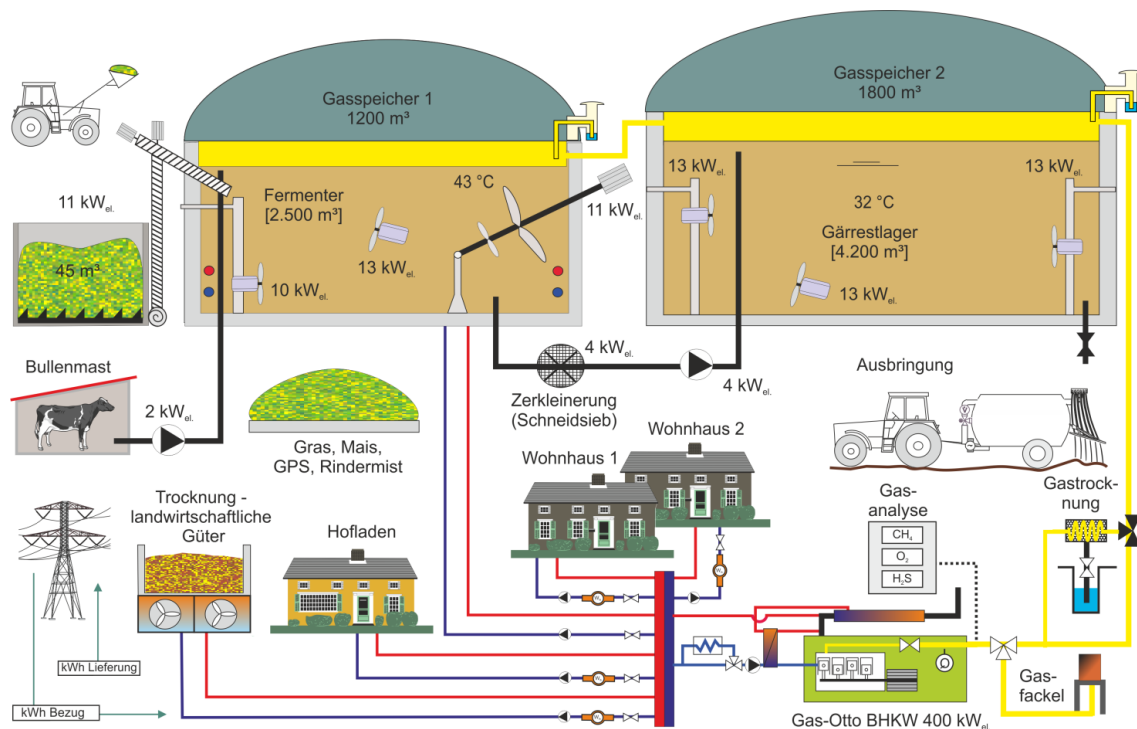 Gasspeicher 1
1200 m³
Gasspeicher 2
1800 m³
43 °C
Fermenter
[2.500 m³]
11 kWel.
11 kWel.
13 kWel.
10 kWel.
45 m³
13 kWel.
13 kWel.
32 °C
Gärrestlager
[4.200 m³]
13 kWel.
Bullenmast
2 kWel.
4 kWel.
4 kWel.
Zerkleinerung
(Schneidsieb)
Ausbringung
Gras, Mais,
GPS, Rindermist
Wohnhaus 2
Wohnhaus 1
Trocknung -
landwirtschaftliche
Güter
Hofladen
Gas-
analyse
CH₄
O₂
H₂S
Gastrock-
nung
kWh Lieferung
kWh Bezug
Gas-
fackel
Gas-Otto BHKW 400 kWel.